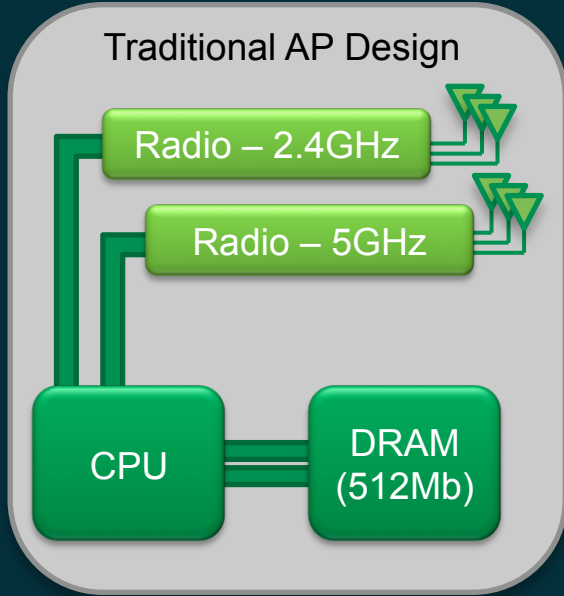 Traditional AP Design
Radio – 2.4GHz
Radio – 5GHz
CPU
DRAM
(512Mb)